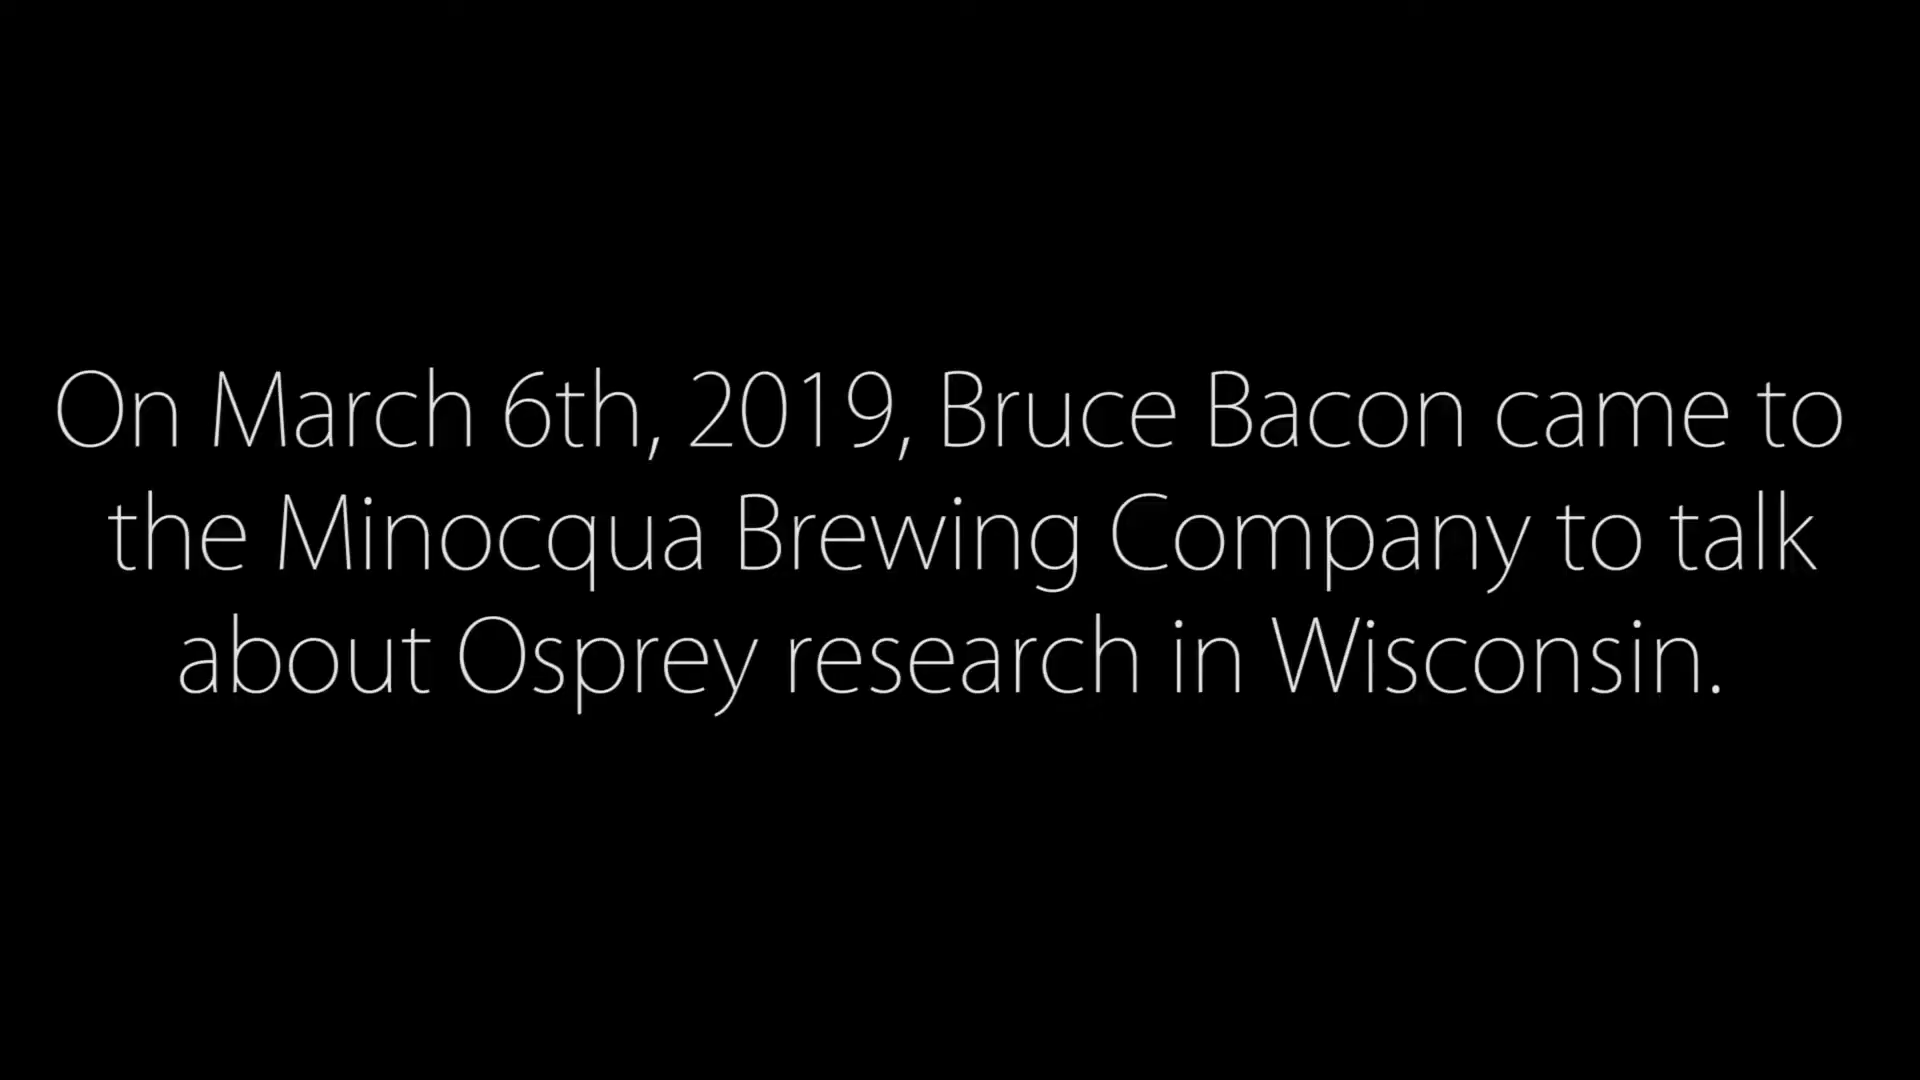 On March 6th, 2019, Bruce Bacon came to
the Minocqua Brewing Company to talk
about Osprey research in Wisconsin.